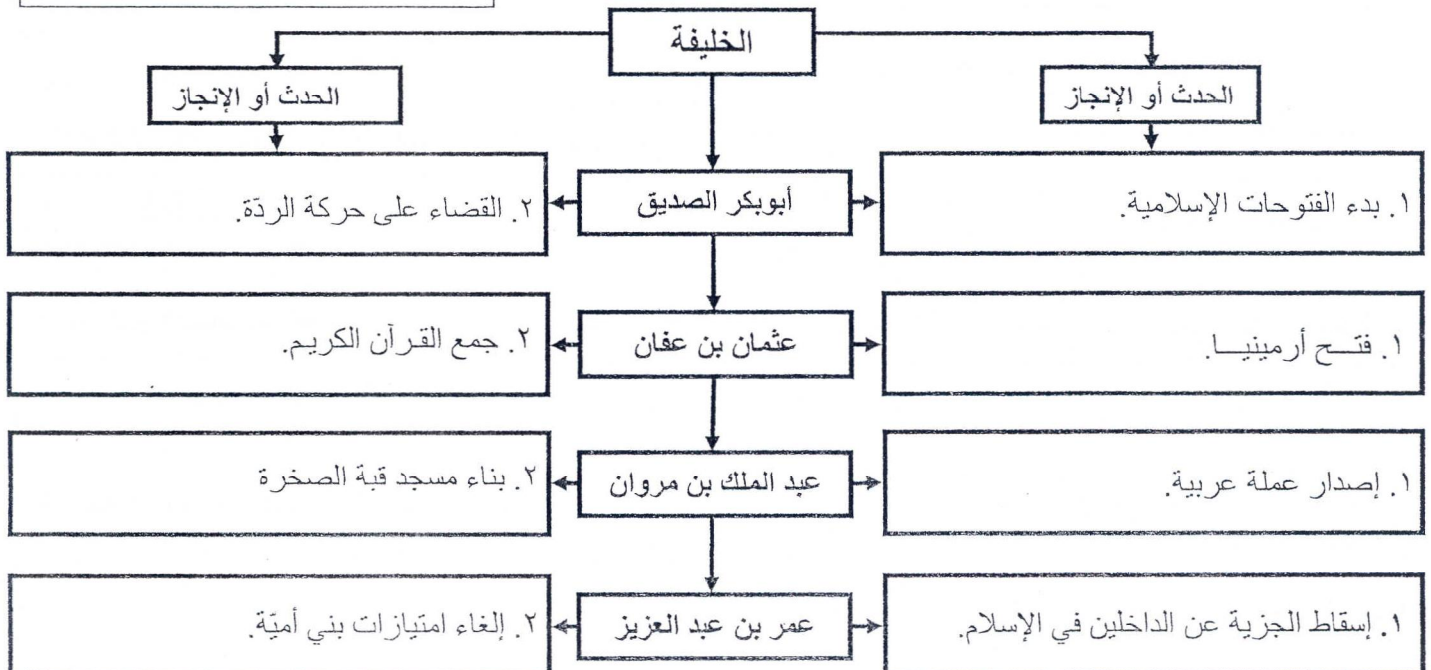 الخليفة
الحدث أو الإنجاز
الحدث أو الإنجاز
١. بدء الفتوحات الإسلامية.
أبوبكر الصديق
٢. القضاء على حركة الردّة.
١. فتـــح أرمينيـــا.
عثمان بن عفان
٢. جمع القرآن الكريم.
١. إصدار عملة عربية.
عبد الملك بن مروان
٢. بناء مسجد قبة الصخرة
١. إسقاط الجزية عن الداخلين في الإسلام.
عمر بن عبد العزيز
٢. إلغاء امتيازات بني أميّة.